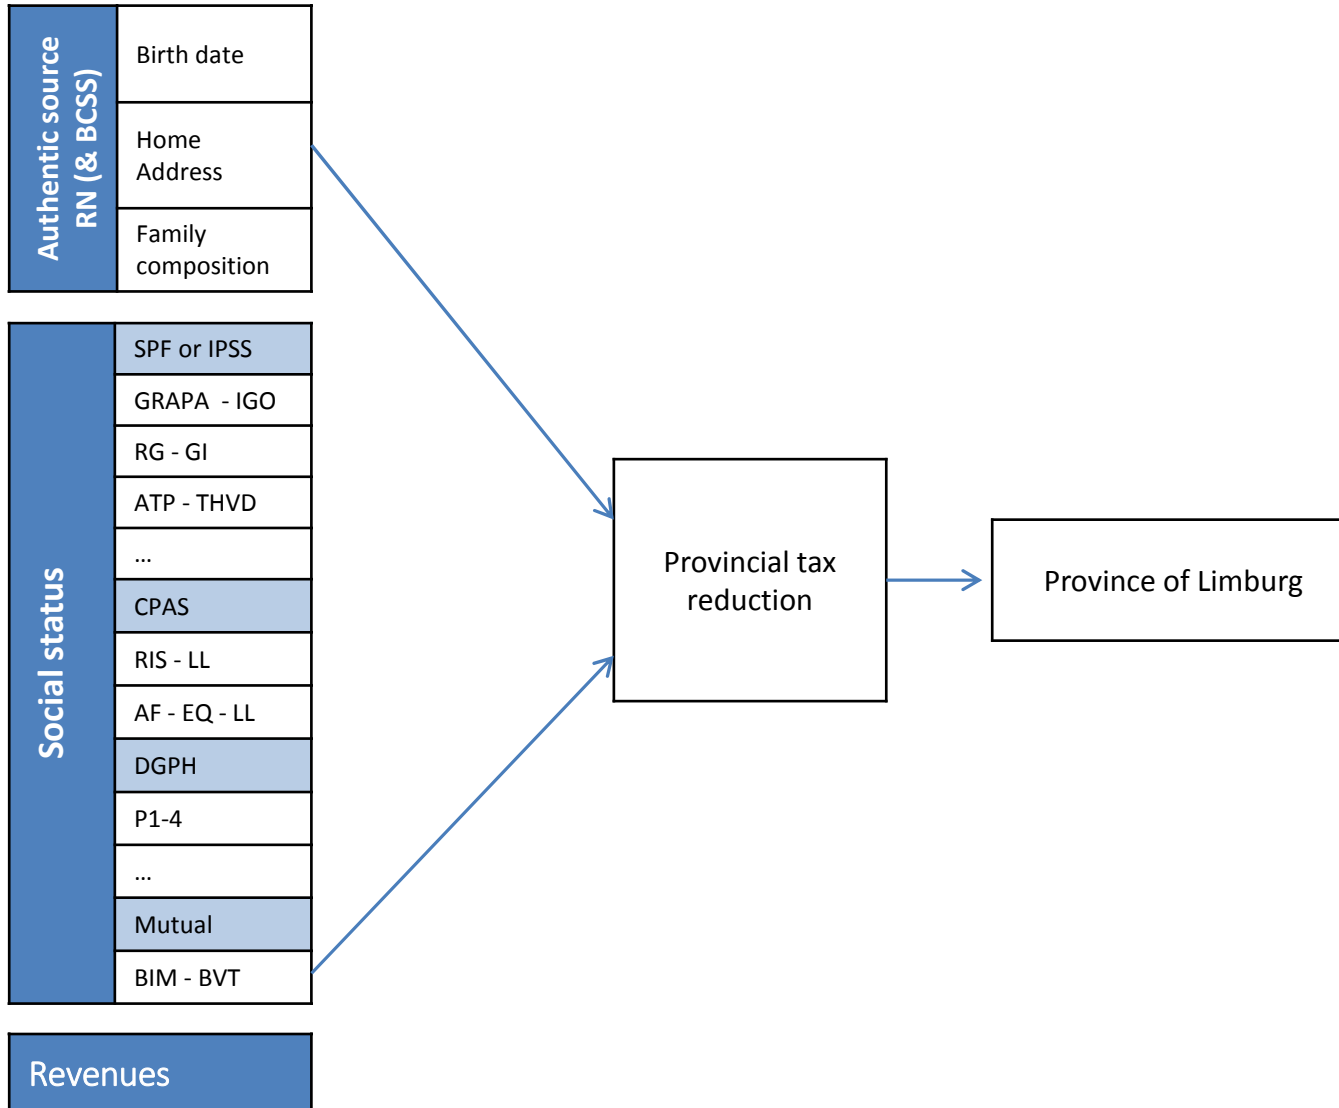 Authentic source
RN (& BCSS)
Birth date
Home
Address
Family
composition
Social status
SPF or IPSS
GRAPA - IGO
RG - GI
ATP - THVD
...
CPAS
RIS - LL
AF - EQ - LL
DGPH
P1-4
...
Mutual
BIM - BVT
Revenues
Provincial tax
reduction
Province of Limburg